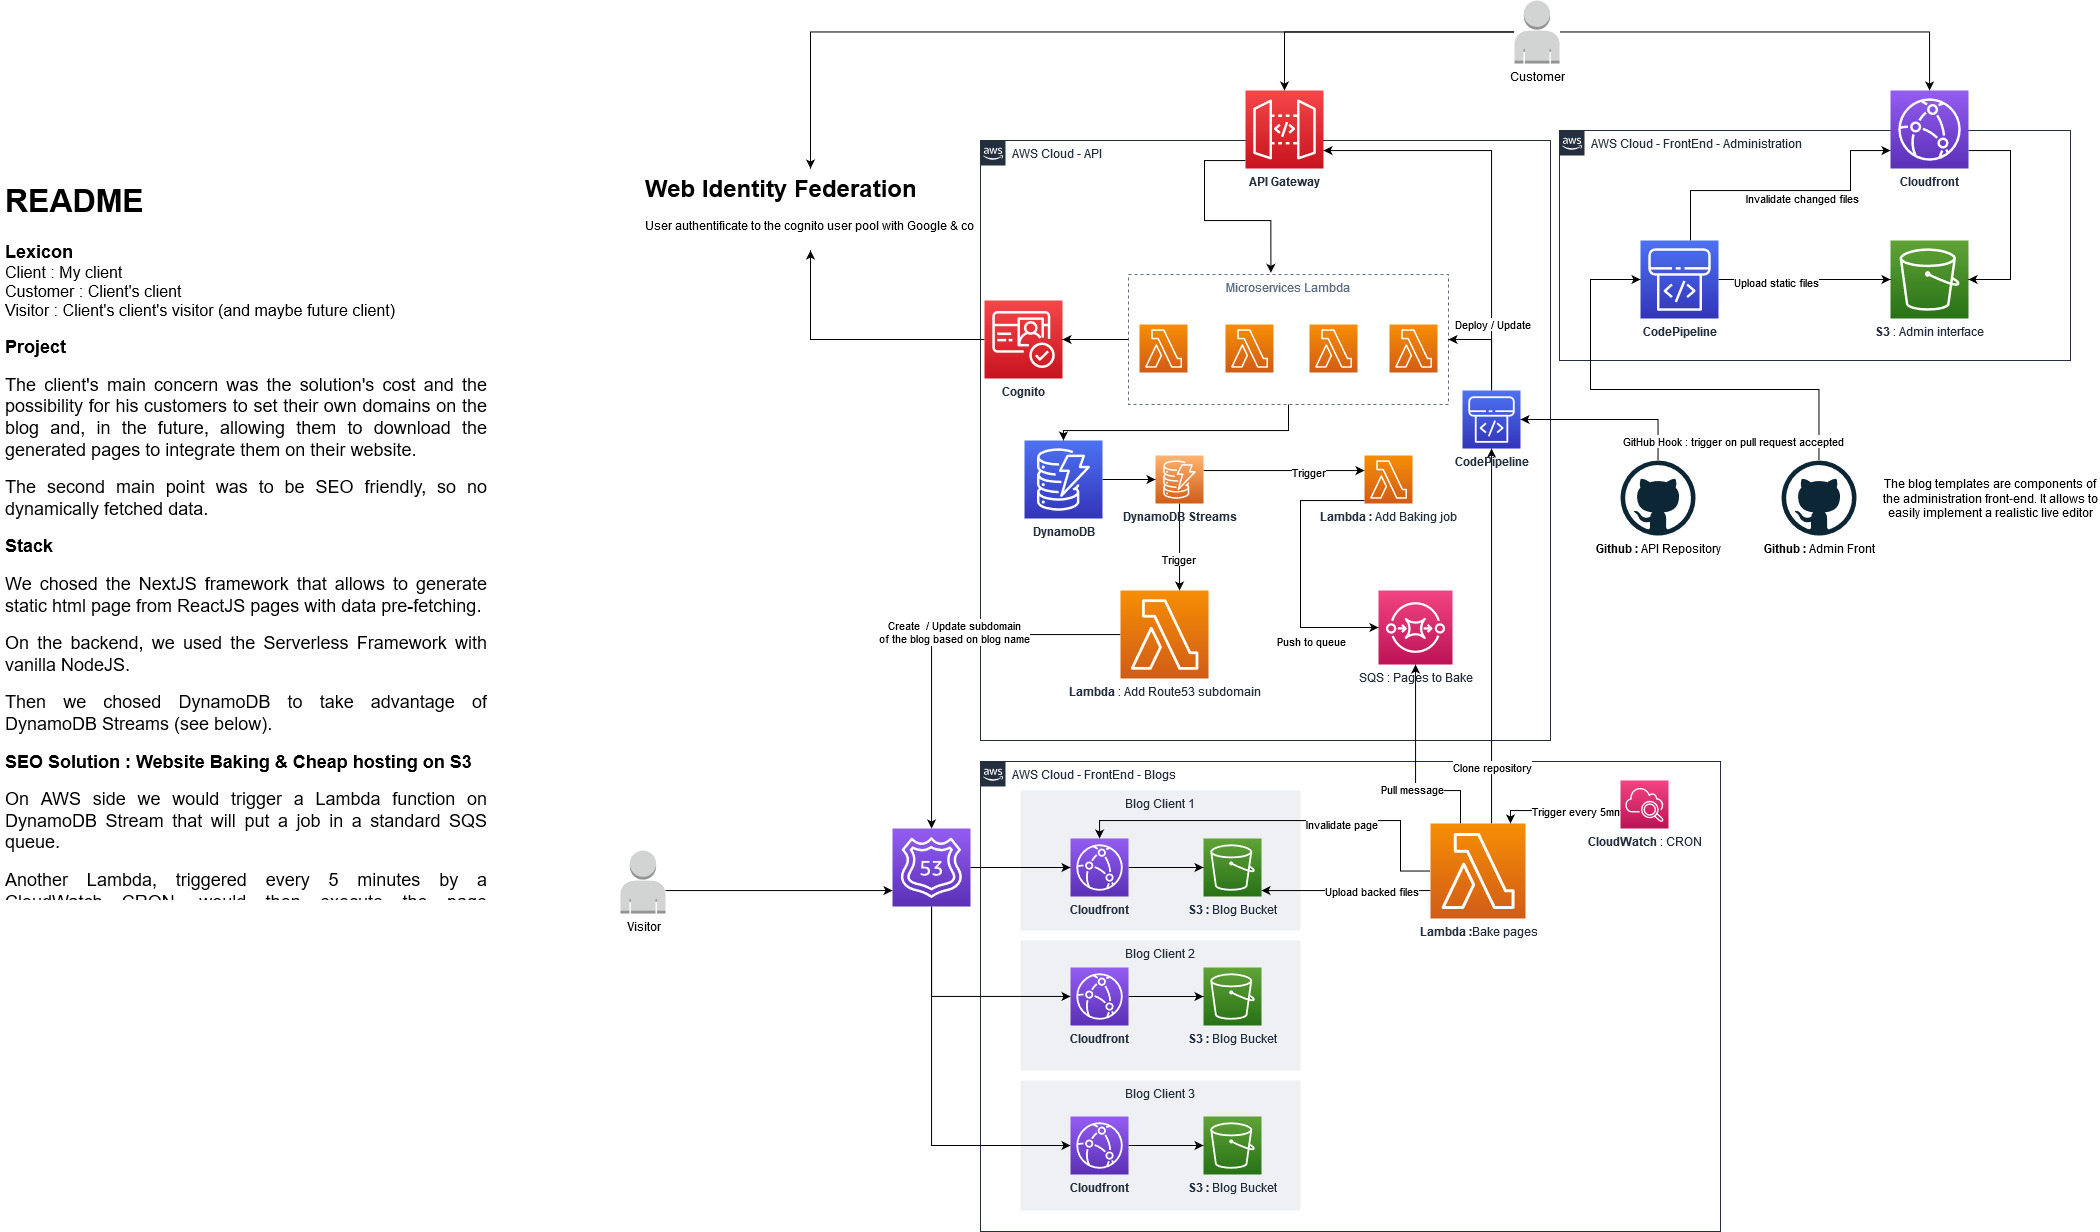 README
Lexicon
Client : My client
Customer : Client's client
Visitor : Client's client's visitor (and maybe future client)
Project
The client's main concern was the solution's cost and the
possibility for his customers to set their own domains on the
blog and, in the future, allowing them to download the
generated pages to integrate them on their website.
The second main point was to be SEO friendly, so no
dynamically fetched data.
Stack
We chosed the NextJS framework that allows to generate
static html page from ReactJS pages with data pre-fetching.
On the backend, we used the Serverless Framework with
vanilla NodeJS.
Then we chosed DynamoDB to take advantage of
DynamoDB Streams (see below).
SEO Solution : Website Baking & Cheap hosting on S3
On AWS side we would trigger a Lambda function on
DynamoDB Stream that will put a job in a standard SQS
queue.
Another Lambda, triggered every 5 minutes by a
CloudWatch CRON, would then execute the page
Customer
Web Identity Federation
User authentificate to the cognito user pool with Google & co
aws
AWS Cloud - API
API Gateway
Microservices Lambda
Deploy / Update
Cognito
CodePipeline
DynamoDB
DynamoDB Streams
Trigger
Lambda : Add Baking job
Trigger
Create / Update subdomain
of the blog based on blog name
Lambda : Add Route53 subdomain
Push to queue
SQS : Pages to Bake
aws
AWS Cloud - FrontEnd - Administration
Cloudfront
Invalidate changed files
Upload static files
CodePipeline
S3 : Admin interface
GitHub Hook : trigger on pull request accepted
Github : API Repository
Github : Admin Front
The blog templates are components of
the administration front-end. It allows to
easily implement a realistic live editor
aws
AWS Cloud - FrontEnd - Blogs
Clone repository
Pull message
Trigger every 5mn
CloudWatch : CRON
Invalidate page
Upload backed files
Lambda :Bake pages
Visitor
53
Blog Client 1
Cloudfront
S3 : Blog Bucket
Blog Client 2
Cloudfront
S3 : Blog Bucket
Blog Client 3
Cloudfront
S3 : Blog Bucket